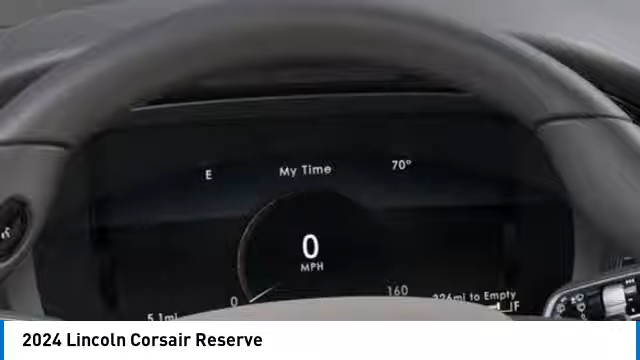 E My Time 70°
0
MPH
0 160
5.1mi 326mi to Empty
F
2024 Lincoln Corsair Reserve